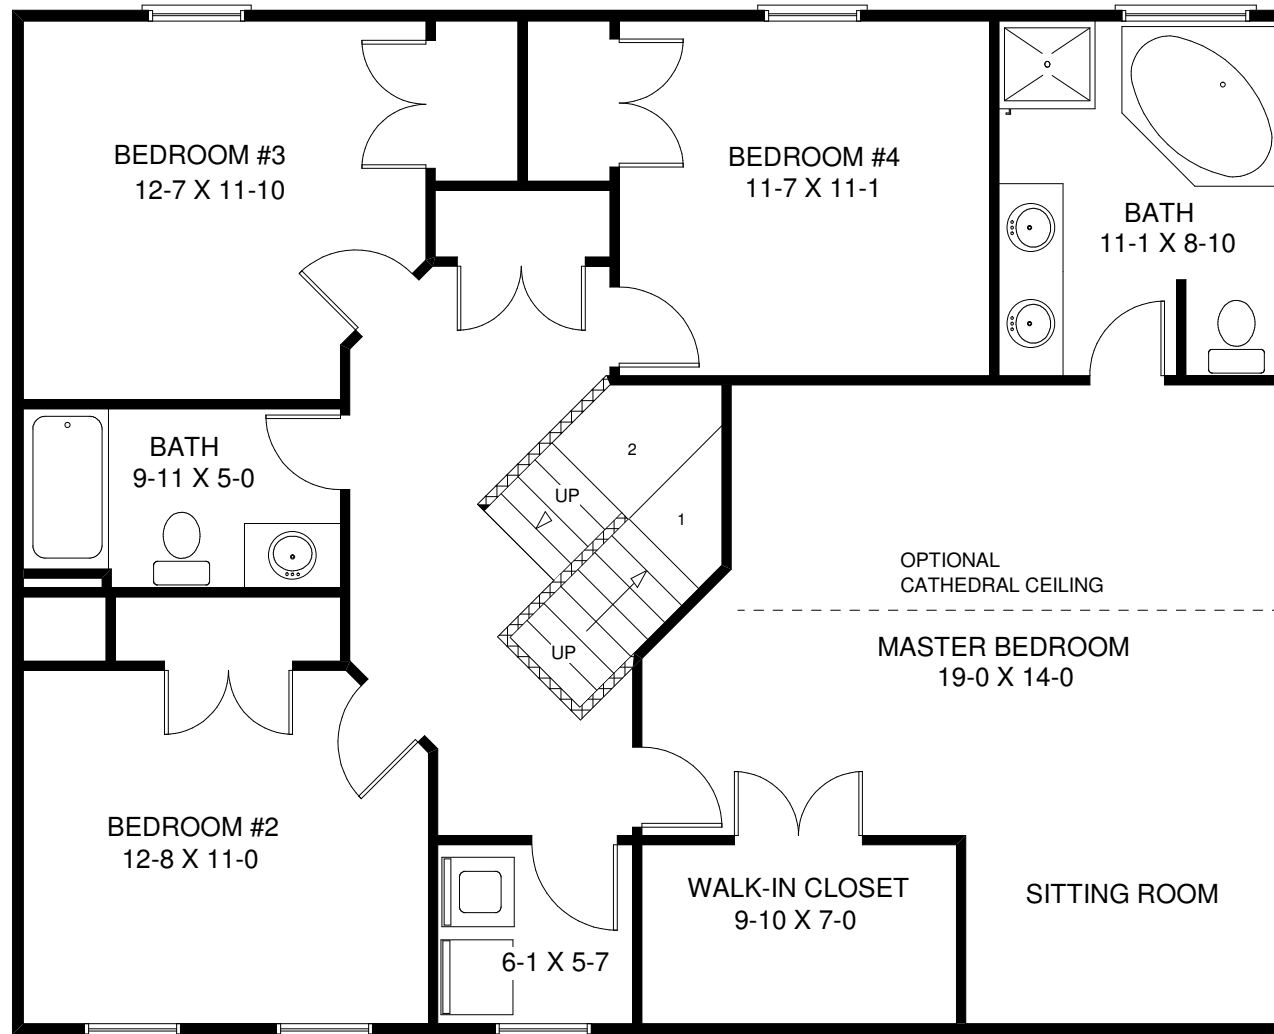 BEDROOM #3
12-7 X 11-10
BEDROOM #4
11-7 X 11-1
BATH
11-1 X 8-10
BATH
9-11 X 5-0
2
UP
1
UP
OPTIONAL
CATHEDRAL CEILING
MASTER BEDROOM
19-0 X 14-0
BEDROOM #2
12-8 X 11-0
WALK-IN CLOSET
9-10 X 7-0
SITTING ROOM
6-1 X 5-7